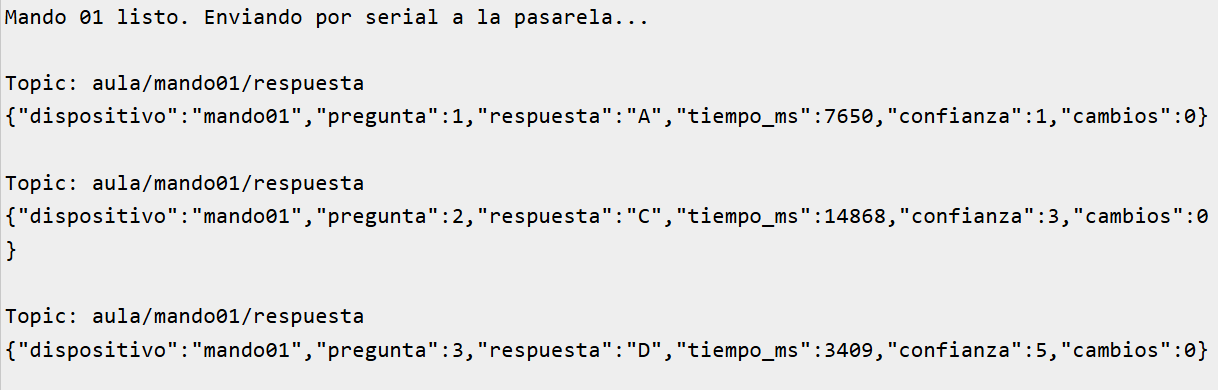 Mando 01 listo. Enviando por serial a la pasarela...
Topic: aula/mando01/respuesta
{"dispositivo":"mando01","pregunta":1,"respuesta":"A","tiempo_ms":7650,"confianza":1,"cambios":0}
Topic: aula/mando01/respuesta
{"dispositivo":"mando01","pregunta":2,"respuesta":"C","tiempo_ms":14868,"confianza":3,"cambios":0
}
Topic: aula/mando01/respuesta
{"dispositivo":"mando01","pregunta":3,"respuesta":"D","tiempo_ms":3409,"confianza":5,"cambios":0}